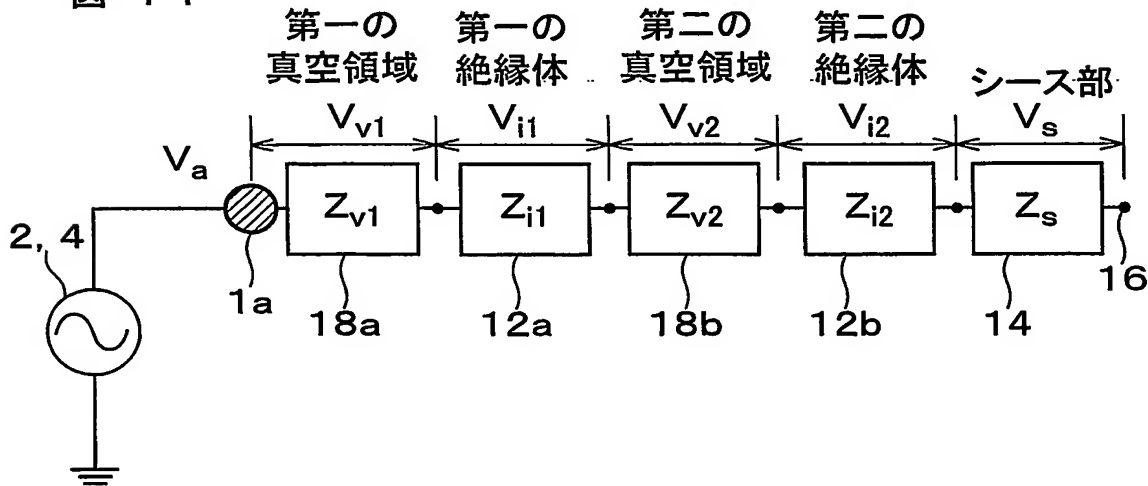 第一の 第一の 第二の 第二の
真空領域 絶縁体 真空領域 絶縁体 シース部
Vv1 Vi1 Vv2 Vi2 Vs
Va
Zv1 Zi1 Zv2 Zi2 Zs
2, 4
1a 18a 12a 18b 12b 14 16